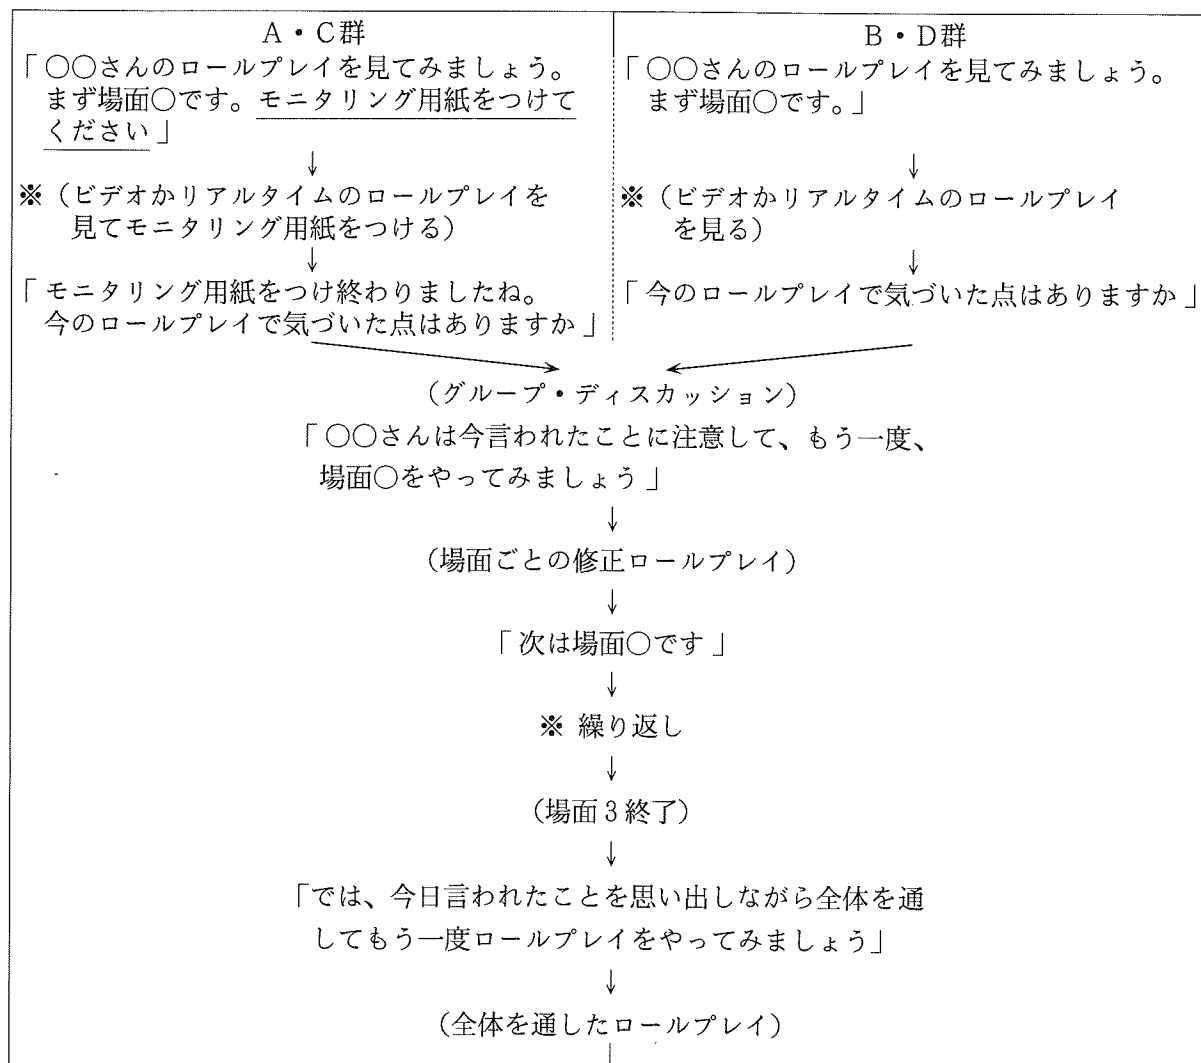 A・C群
「〇〇さんのロールプレイを見てみましょう。
まず場面〇です。モニタリング用紙をつけて
ください」
↓
※(ビデオかリアルタイムのロールプレイを
見てモニタリング用紙をつける)
↓
「モニタリング用紙をつけ終わりましたね。
今のロールプレイで気づいた点はありますか」
B・D群
「〇〇さんのロールプレイを見てみましょう。
まず場面〇です。」
↓
※(ビデオかリアルタイムのロールプレイ
を見る)
↓
「今のロールプレイで気づいた点はありますか」
(グループ・ディスカッション)
「〇〇さんは今言われたことに注意して、もう一度、
場面〇をやってみましょう」
↓
(場面ごとの修正ロールプレイ)
↓
「次は場面〇です」
↓
※ 繰り返し
↓
(場面3終了)
↓
「では、今日言われたことを思い出しながら全体を通
してもう一度ロールプレイをやってみましょう」
↓
(全体を通したロールプレイ)